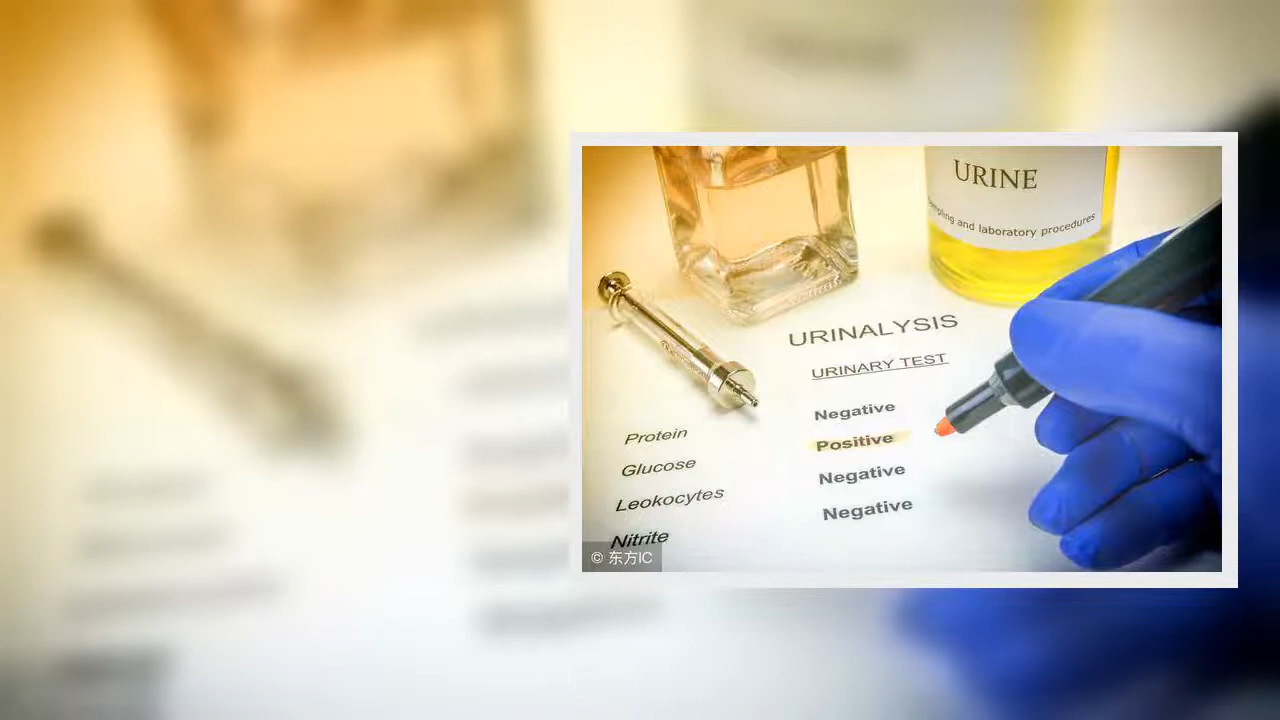 URINE
and laboratory procedures
URINALYSIS
URINARY TEST
Protein Negative
Glucose Positive
Leokocytes Negative
Nitrite Negative
© 东方IC